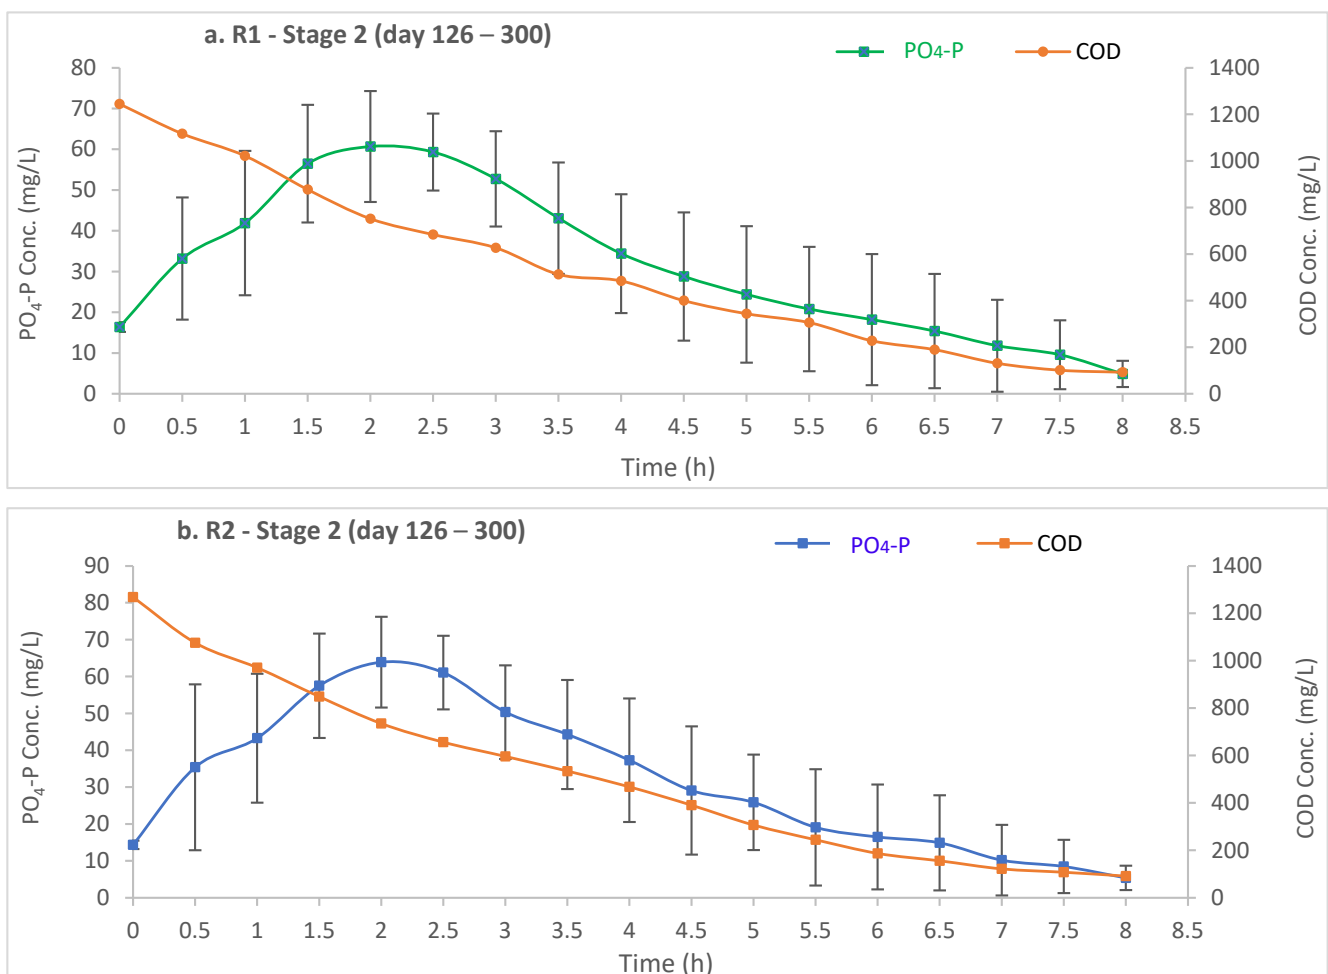 a. R1 - Stage 2 (day 126 – 300)
PO4-P
COD
80
70
60
50
40
30
20
10
0
PO4-P Conc. (mg/L)
1400
1200
1000
800
600
400
200
0
COD Conc. (mg/L)
0 0.5 1 1.5 2 2.5 3 3.5 4 4.5 5 5.5 6 6.5 7 7.5 8 8.5
Time (h)
b. R2 - Stage 2 (day 126 – 300)
PO4-P
COD
90
80
70
60
50
40
30
20
10
0
PO4-P Conc. (mg/L)
1400
1200
1000
800
600
400
200
0
COD Conc. (mg/L)
0 0.5 1 1.5 2 2.5 3 3.5 4 4.5 5 5.5 6 6.5 7 7.5 8 8.5
Time (h)